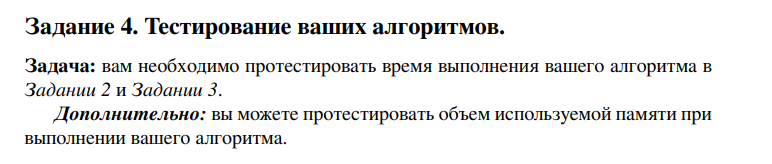 Задание 4. Тестирование ваших алгоритмов.
Задача: вам необходимо протестировать время выполнения вашего алгоритма в
Задании 2 и Задании 3.
Дополнительно: вы можете протестировать объем используемой памяти при
выполнении вашего алгоритма.